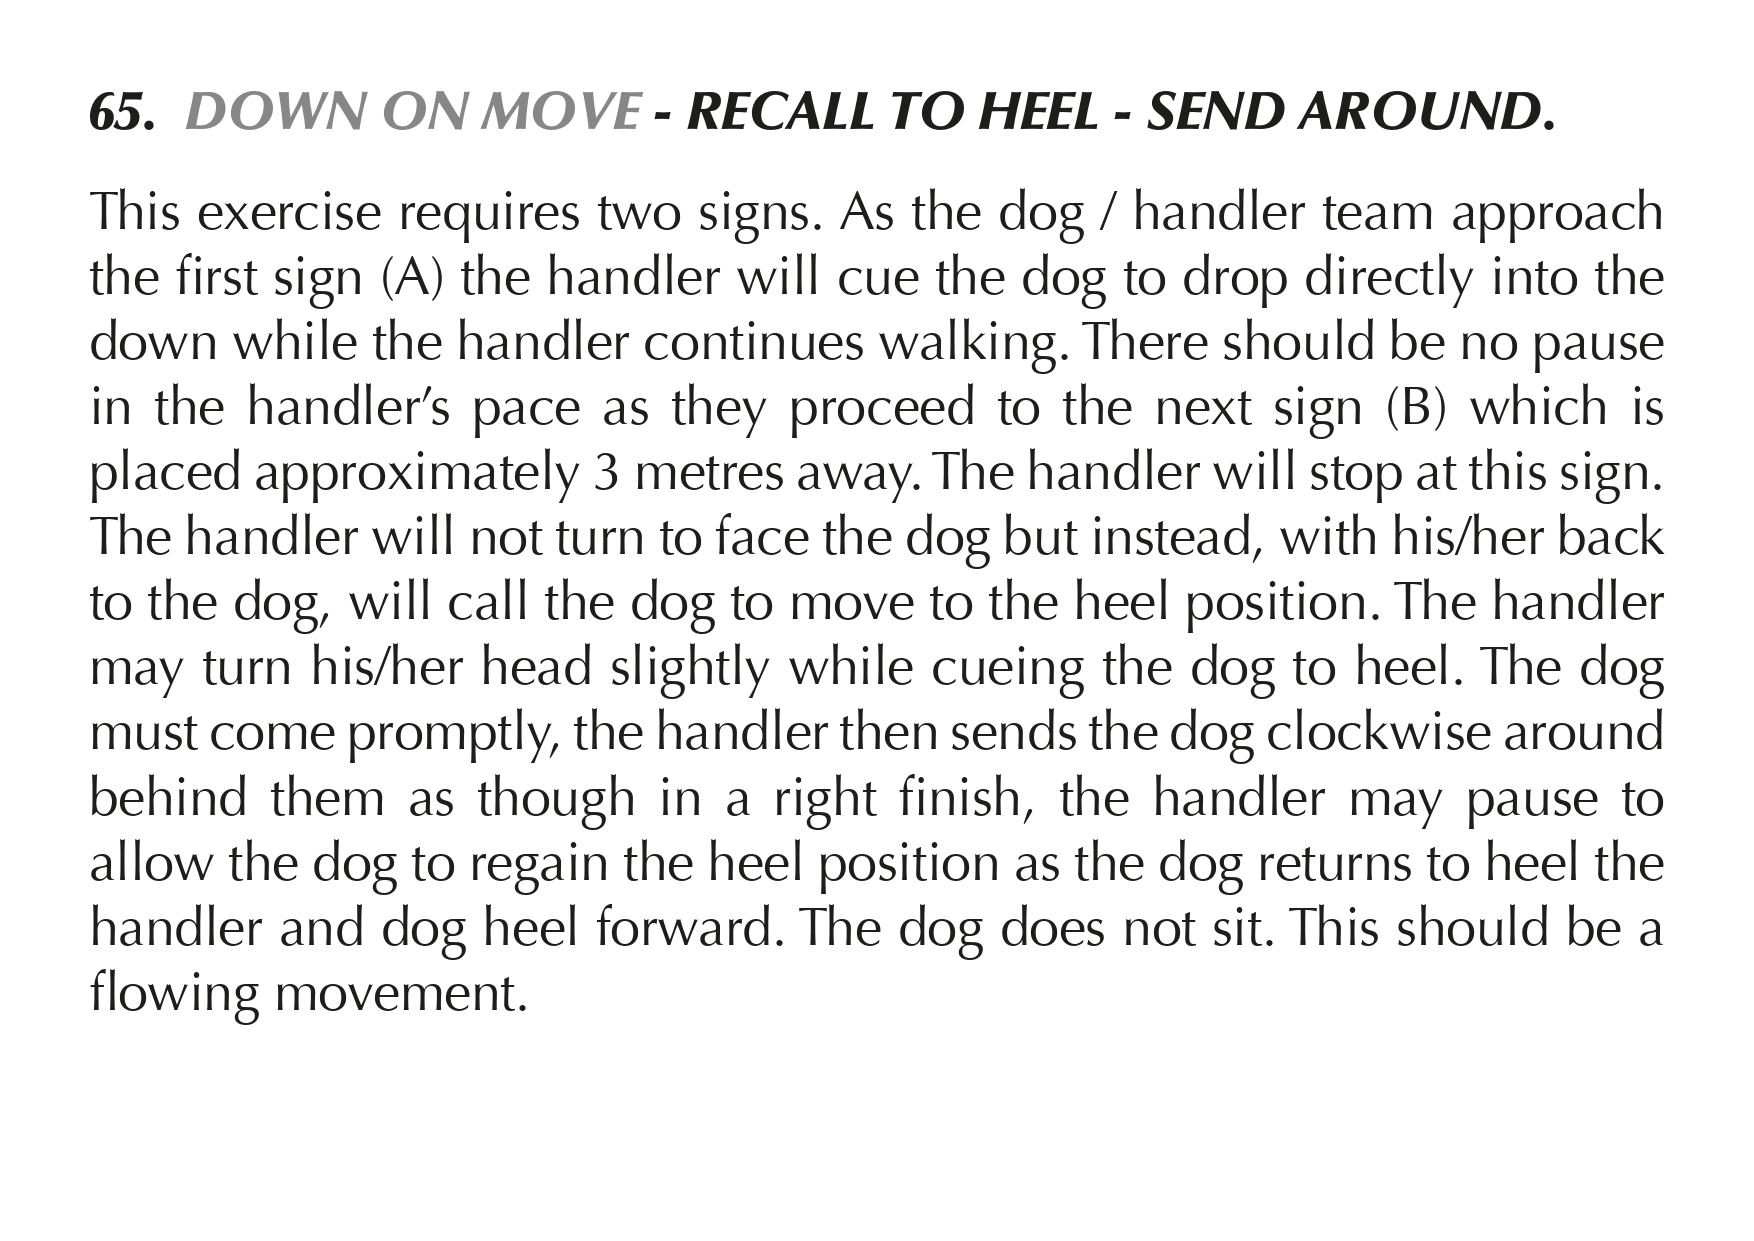 65. DOWN ON MOVE - RECALL TO HEEL - SEND AROUND.
This exercise requires two signs. As the dog / handler team approach
the first sign (A) the handler will cue the dog to drop directly into the
down while the handler continues walking. There should be no pause
in the handler’s pace as they proceed to the next sign (B) which is
placed approximately 3 metres away. The handler will stop at this sign.
The handler will not turn to face the dog but instead, with his/her back
to the dog, will call the dog to move to the heel position. The handler
may turn his/her head slightly while cueing the dog to heel. The dog
must come promptly, the handler then sends the dog clockwise around
behind them as though in a right finish, the handler may pause to
allow the dog to regain the heel position as the dog returns to heel the
handler and dog heel forward. The dog does not sit. This should be a
flowing movement.